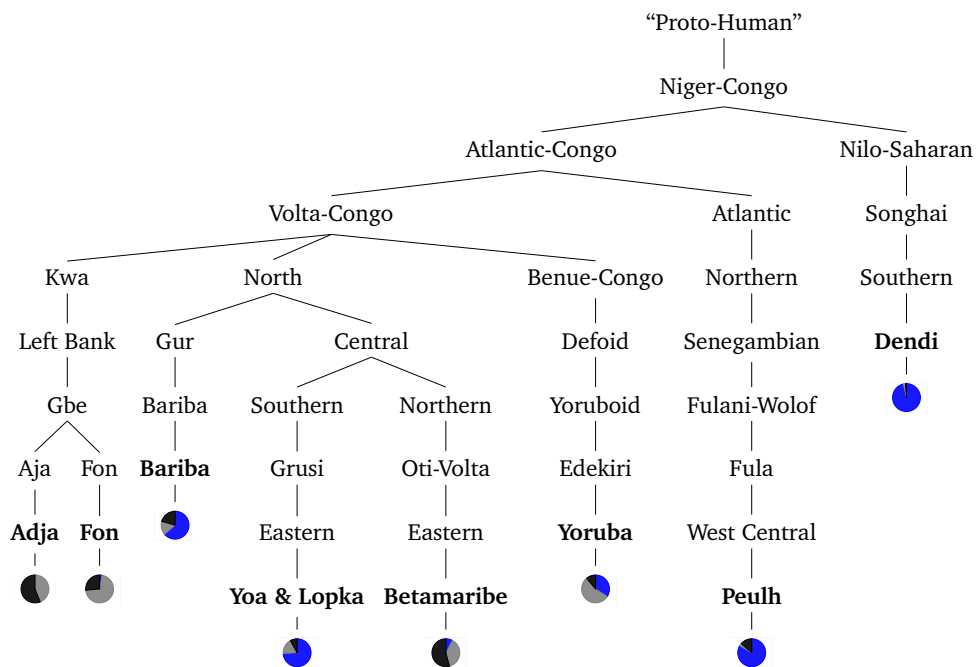 “Proto-Human”
Niger-Congo
Atlantic-Congo Nilo-Saharan
Volta-Congo Atlantic Songhai
Kwa North Benue-Congo Northern Southern
Left Bank Gur Central Defoid Senegambian Dendi
Gbe Bariba Southern Northern Yoruboid Fulani-Wolof
Aja Fon Bariba Grusi Oti-Volta Edekiri Fula
Adja Fon Eastern Eastern Yoruba West Central
Yoa & Lopka Betamaribe Peulh